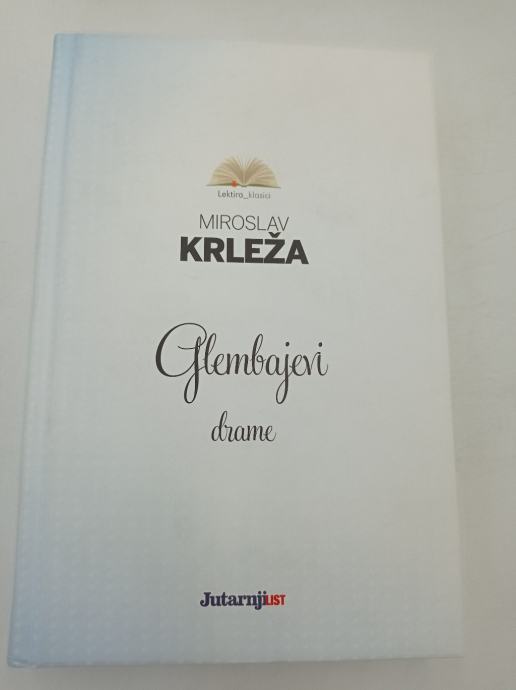 Lektira_klasici
MIROSLAV
KRLEŽA
Glembajevi
drame
JutarnjiLIST